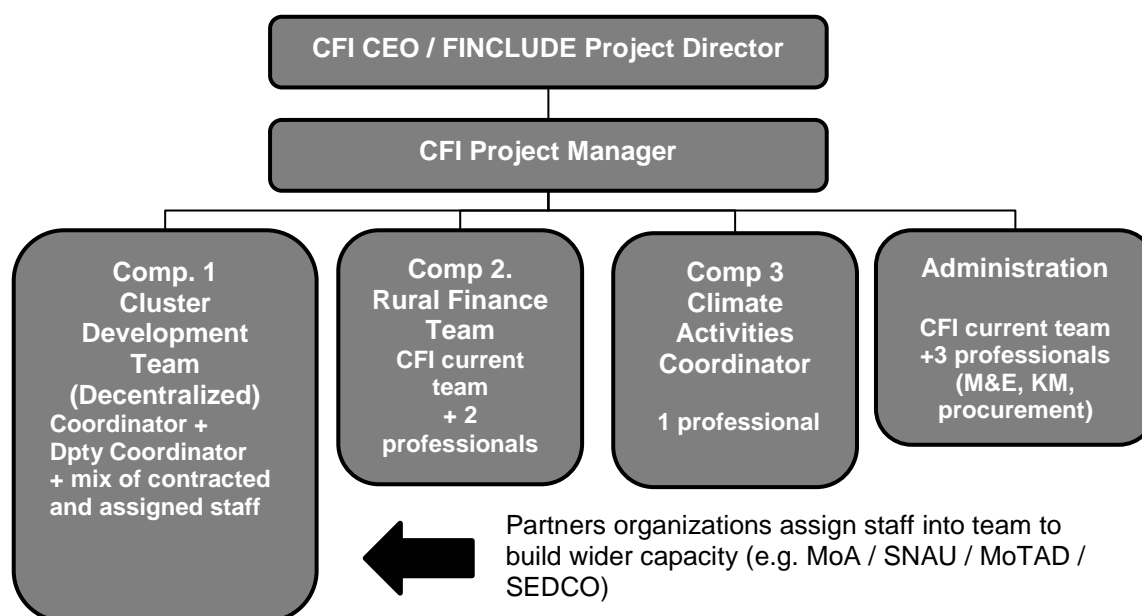 CFI CEO / FINCLUDE Project Director
CFI Project Manager
Comp. 1
Cluster
Development
Team
(Decentralized)
Coordinator +
Dpty Coordinator
+ mix of contracted
and assigned staff
Comp 2.
Rural Finance
Team
CFI current
team
+ 2
professionals
Comp 3
Climate
Activities
Coordinator
1 professional
Administration
CFI current team
+3 professionals
(M&E, KM,
procurement)
Partners organizations assign staff into team to
build wider capacity (e.g. MoA / SNAU / MoTAD /
SEDCO)